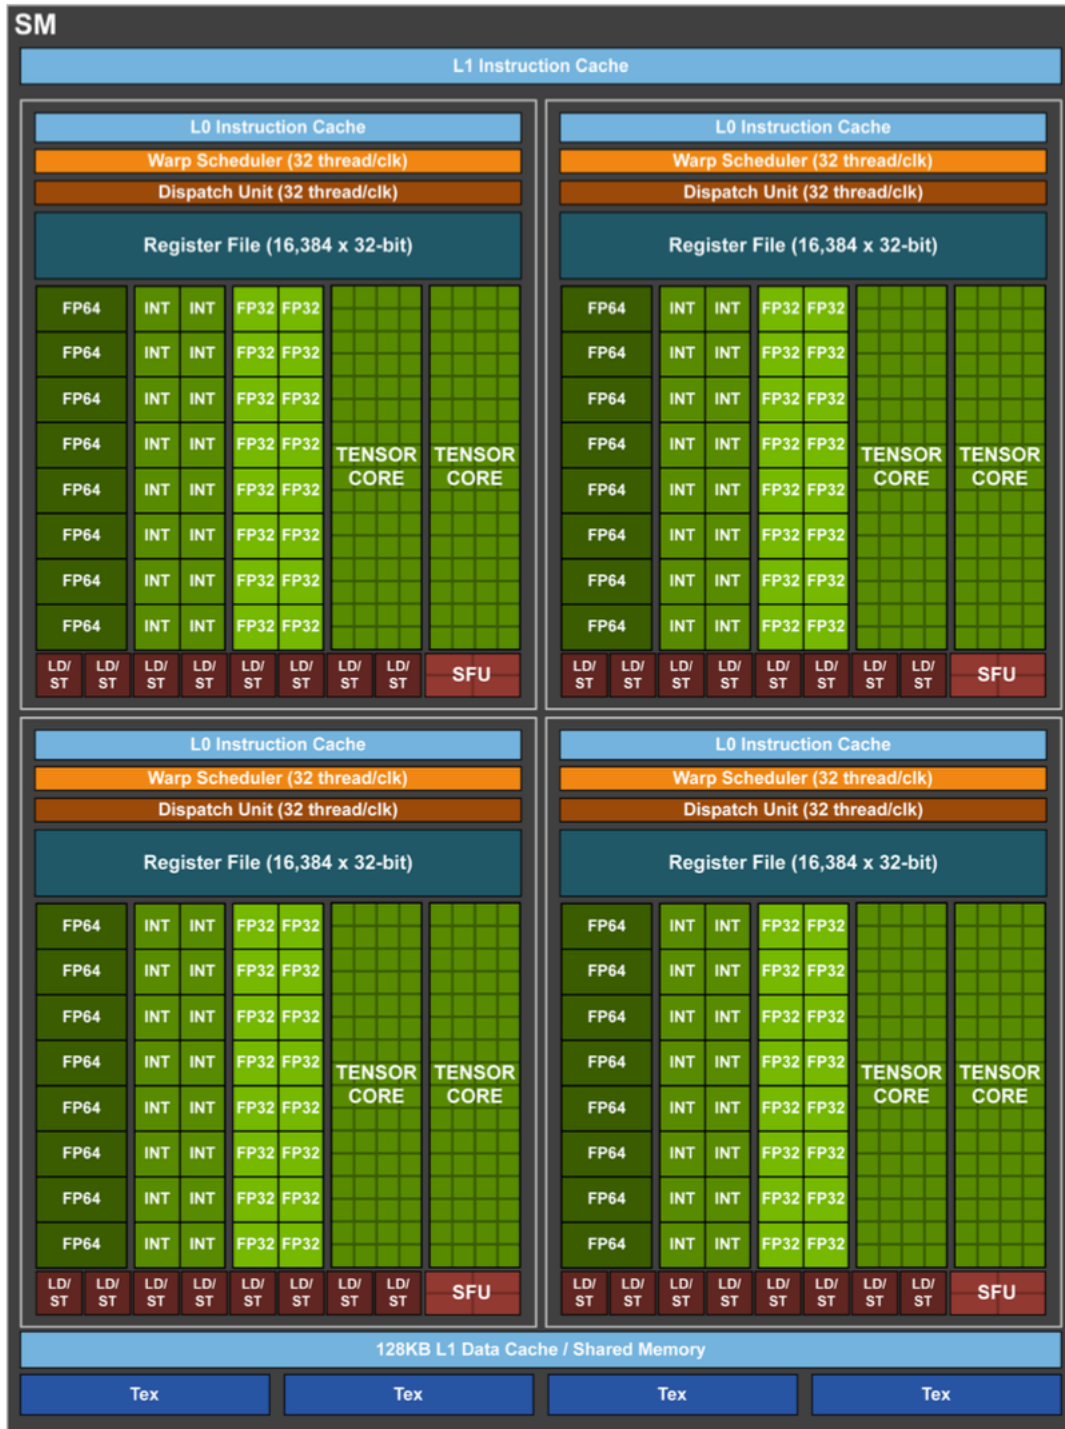 SM
L1 Instruction Cache
L0 Instruction Cache
Warp Scheduler (32 thread/clk)
Dispatch Unit (32 thread/clk)
Register File (16,384 x 32-bit)
FP64 INT INT FP32 FP32
FP64 INT INT FP32 FP32
FP64 INT INT FP32 FP32
FP64 INT INT FP32 FP32
FP64 INT INT FP32 FP32
FP64 INT INT FP32 FP32
FP64 INT INT FP32 FP32
FP64 INT INT FP32 FP32
TENSOR CORE
TENSOR CORE
LD/ST LD/ST LD/ST LD/ST LD/ST LD/ST LD/ST LD/ST SFU
L0 Instruction Cache
Warp Scheduler (32 thread/clk)
Dispatch Unit (32 thread/clk)
Register File (16,384 x 32-bit)
FP64 INT INT FP32 FP32
FP64 INT INT FP32 FP32
FP64 INT INT FP32 FP32
FP64 INT INT FP32 FP32
FP64 INT INT FP32 FP32
FP64 INT INT FP32 FP32
FP64 INT INT FP32 FP32
FP64 INT INT FP32 FP32
TENSOR CORE
TENSOR CORE
LD/ST LD/ST LD/ST LD/ST LD/ST LD/ST LD/ST LD/ST SFU
L0 Instruction Cache
Warp Scheduler (32 thread/clk)
Dispatch Unit (32 thread/clk)
Register File (16,384 x 32-bit)
FP64 INT INT FP32 FP32
FP64 INT INT FP32 FP32
FP64 INT INT FP32 FP32
FP64 INT INT FP32 FP32
FP64 INT INT FP32 FP32
FP64 INT INT FP32 FP32
FP64 INT INT FP32 FP32
FP64 INT INT FP32 FP32
TENSOR CORE
TENSOR CORE
LD/ST LD/ST LD/ST LD/ST LD/ST LD/ST LD/ST LD/ST SFU
L0 Instruction Cache
Warp Scheduler (32 thread/clk)
Dispatch Unit (32 thread/clk)
Register File (16,384 x 32-bit)
FP64 INT INT FP32 FP32
FP64 INT INT FP32 FP32
FP64 INT INT FP32 FP32
FP64 INT INT FP32 FP32
FP64 INT INT FP32 FP32
FP64 INT INT FP32 FP32
FP64 INT INT FP32 FP32
FP64 INT INT FP32 FP32
TENSOR CORE
TENSOR CORE
LD/ST LD/ST LD/ST LD/ST LD/ST LD/ST LD/ST LD/ST SFU
128KB L1 Data Cache / Shared Memory
Tex Tex Tex Tex